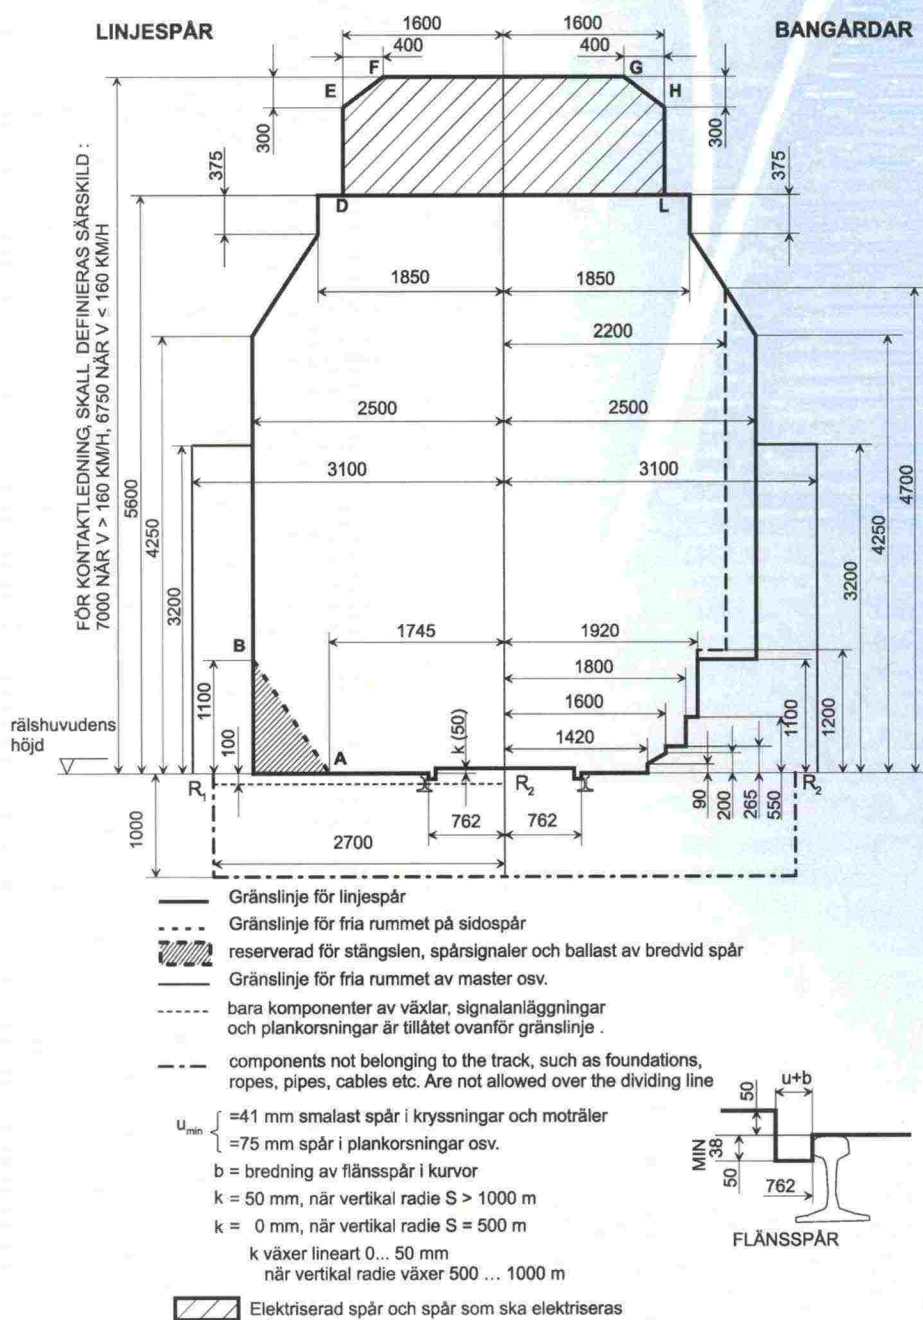 LINJESPÅR
BANGÅRDAR
1600
1600
400
400
F
G
E
H
300
300
375
375
D
L
1850
1850
2200
2500
2500
3100
3100
FÖR KONTAKTLEDNING, SKALL DEFINIERAS SÄRSKILD :
7000 NÄR V > 160 KM/H, 6750 NÄR V ≤ 160 KM/H
5600
4250
3200
4700
4250
3200
1745
1920
1800
1600
1420
B
1100
100
k (50)
1100
1200
rälshuvudens
höjd
A
R1
R2
R2
90
200
265
550
1000
762
762
2700
Gränslinje för linjespår
Gränslinje för fria rummet på sidospår
reserverad för stängslen, spårsignaler och ballast av bredvid spår
Gränslinje för fria rummet av master osv.
bara komponenter av växlar, signalanläggningar
och plankorsningar är tillåtet ovanför gränslinje .
components not belonging to the track, such as foundations,
ropes, pipes, cables etc. Are not allowed over the dividing line
umin { =41 mm smalast spår i kryssningar och moträler
=75 mm spår i plankorsningar osv.
b = bredning av flänsspår i kurvor
k = 50 mm, när vertikal radie S > 1000 m
k = 0 mm, när vertikal radie S = 500 m
k växer lineart 0... 50 mm
när vertikal radie växer 500 ... 1000 m
Elektriserad spår och spår som ska elektriseras
50
u+b
MIN
38
50
762
FLÄNSSPÅR